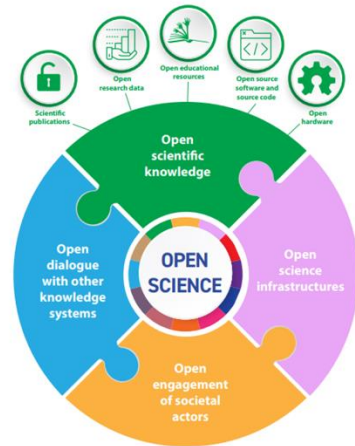 Scientific
publications
Open
research data
Open educational
resources
Open source
software and
source code
Open
hardware
Open
scientific
knowledge
Open
dialogue
with other
knowledge
systems
OPEN
SCIENCE
Open
science
infrastructures
Open
engagement
of societal
actors